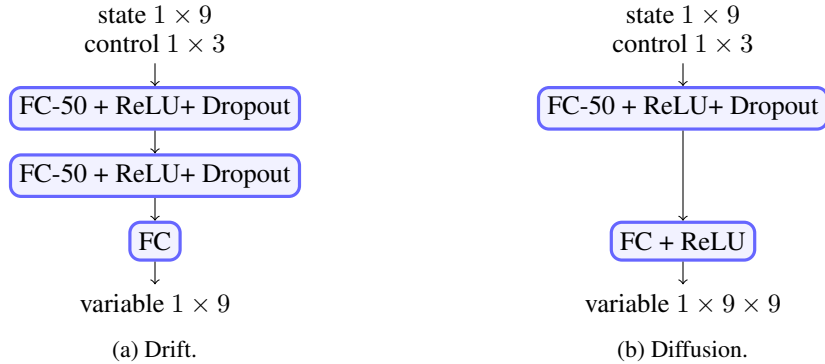 state 1 × 9
control 1 × 3
FC-50 + ReLU+ Dropout
FC-50 + ReLU+ Dropout
FC
variable 1 × 9
(a) Drift.
state 1 × 9
control 1 × 3
FC-50 + ReLU+ Dropout
FC + ReLU
variable 1 × 9 × 9
(b) Diffusion.